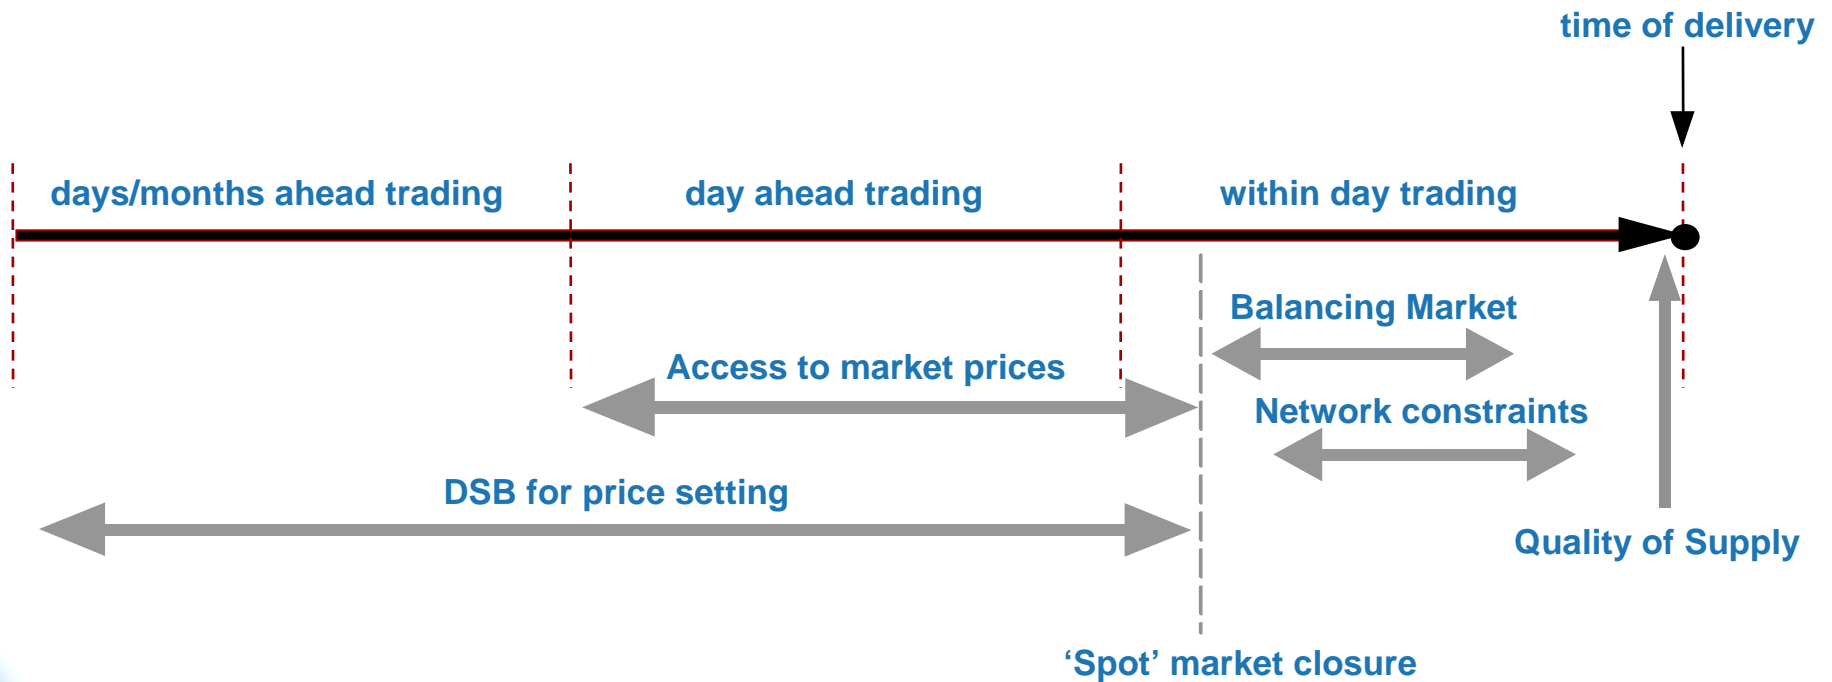 time of delivery
days/months ahead trading
day ahead trading
within day trading
Balancing Market
Access to market prices
Network constraints
DSB for price setting
Quality of Supply
‘Spot’ market closure